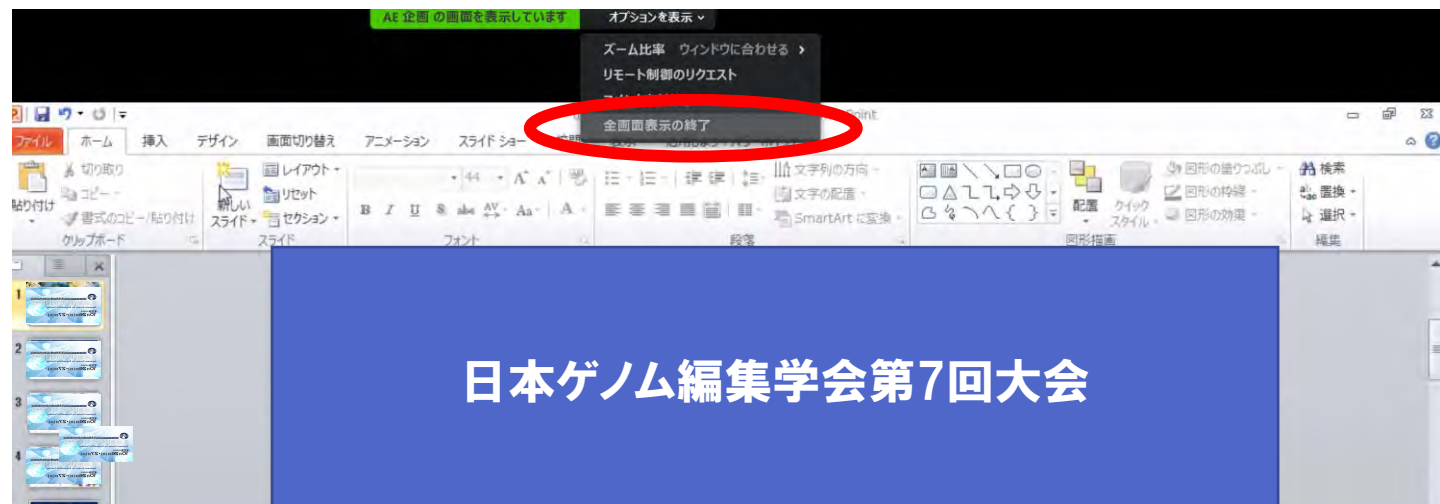 AE 企画 の画面を表示しています オプションを表示
ズーム比率 ウィンドウに合わせる
リモート制御のリクエスト
全画面表示の終了
ファイル ホーム 挿入 デザイン 画面切り替え アニメーション スライド ショー
切り取り
コピー
書式のコピー/貼り付け
貼り付け
クリップボード
新しい
スライド
レイアウト
リセット
セクション
スライド
44
B I U S abc AV Aa A
フォント
文字列の方向
文字の配置
SmartArt に変換
段落
配置
クイック
スタイル
図形の塗りつぶし
図形の枠線
図形の効果
図形描画
検索
置換
選択
編集
1
2
3
4
日本ゲノム編集学会第7回大会